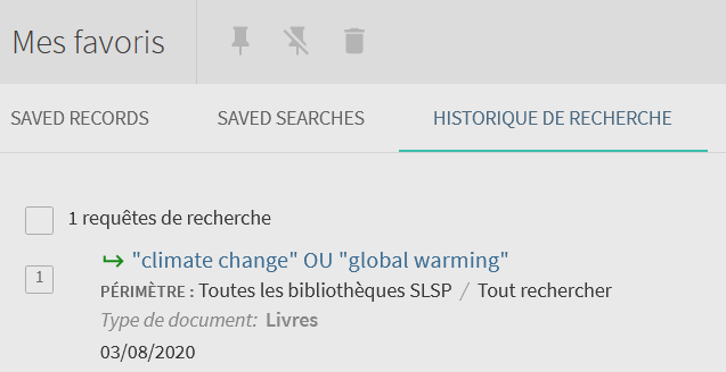 Mes favoris
SAVED RECORDS SAVED SEARCHES HISTORIQUE DE RECHERCHE
1 requêtes de recherche
1
"climate change" OU "global warming"
PÉRIMÈTRE : Toutes les bibliothèques SLSP / Tout rechercher
Type de document: Livres
03/08/2020